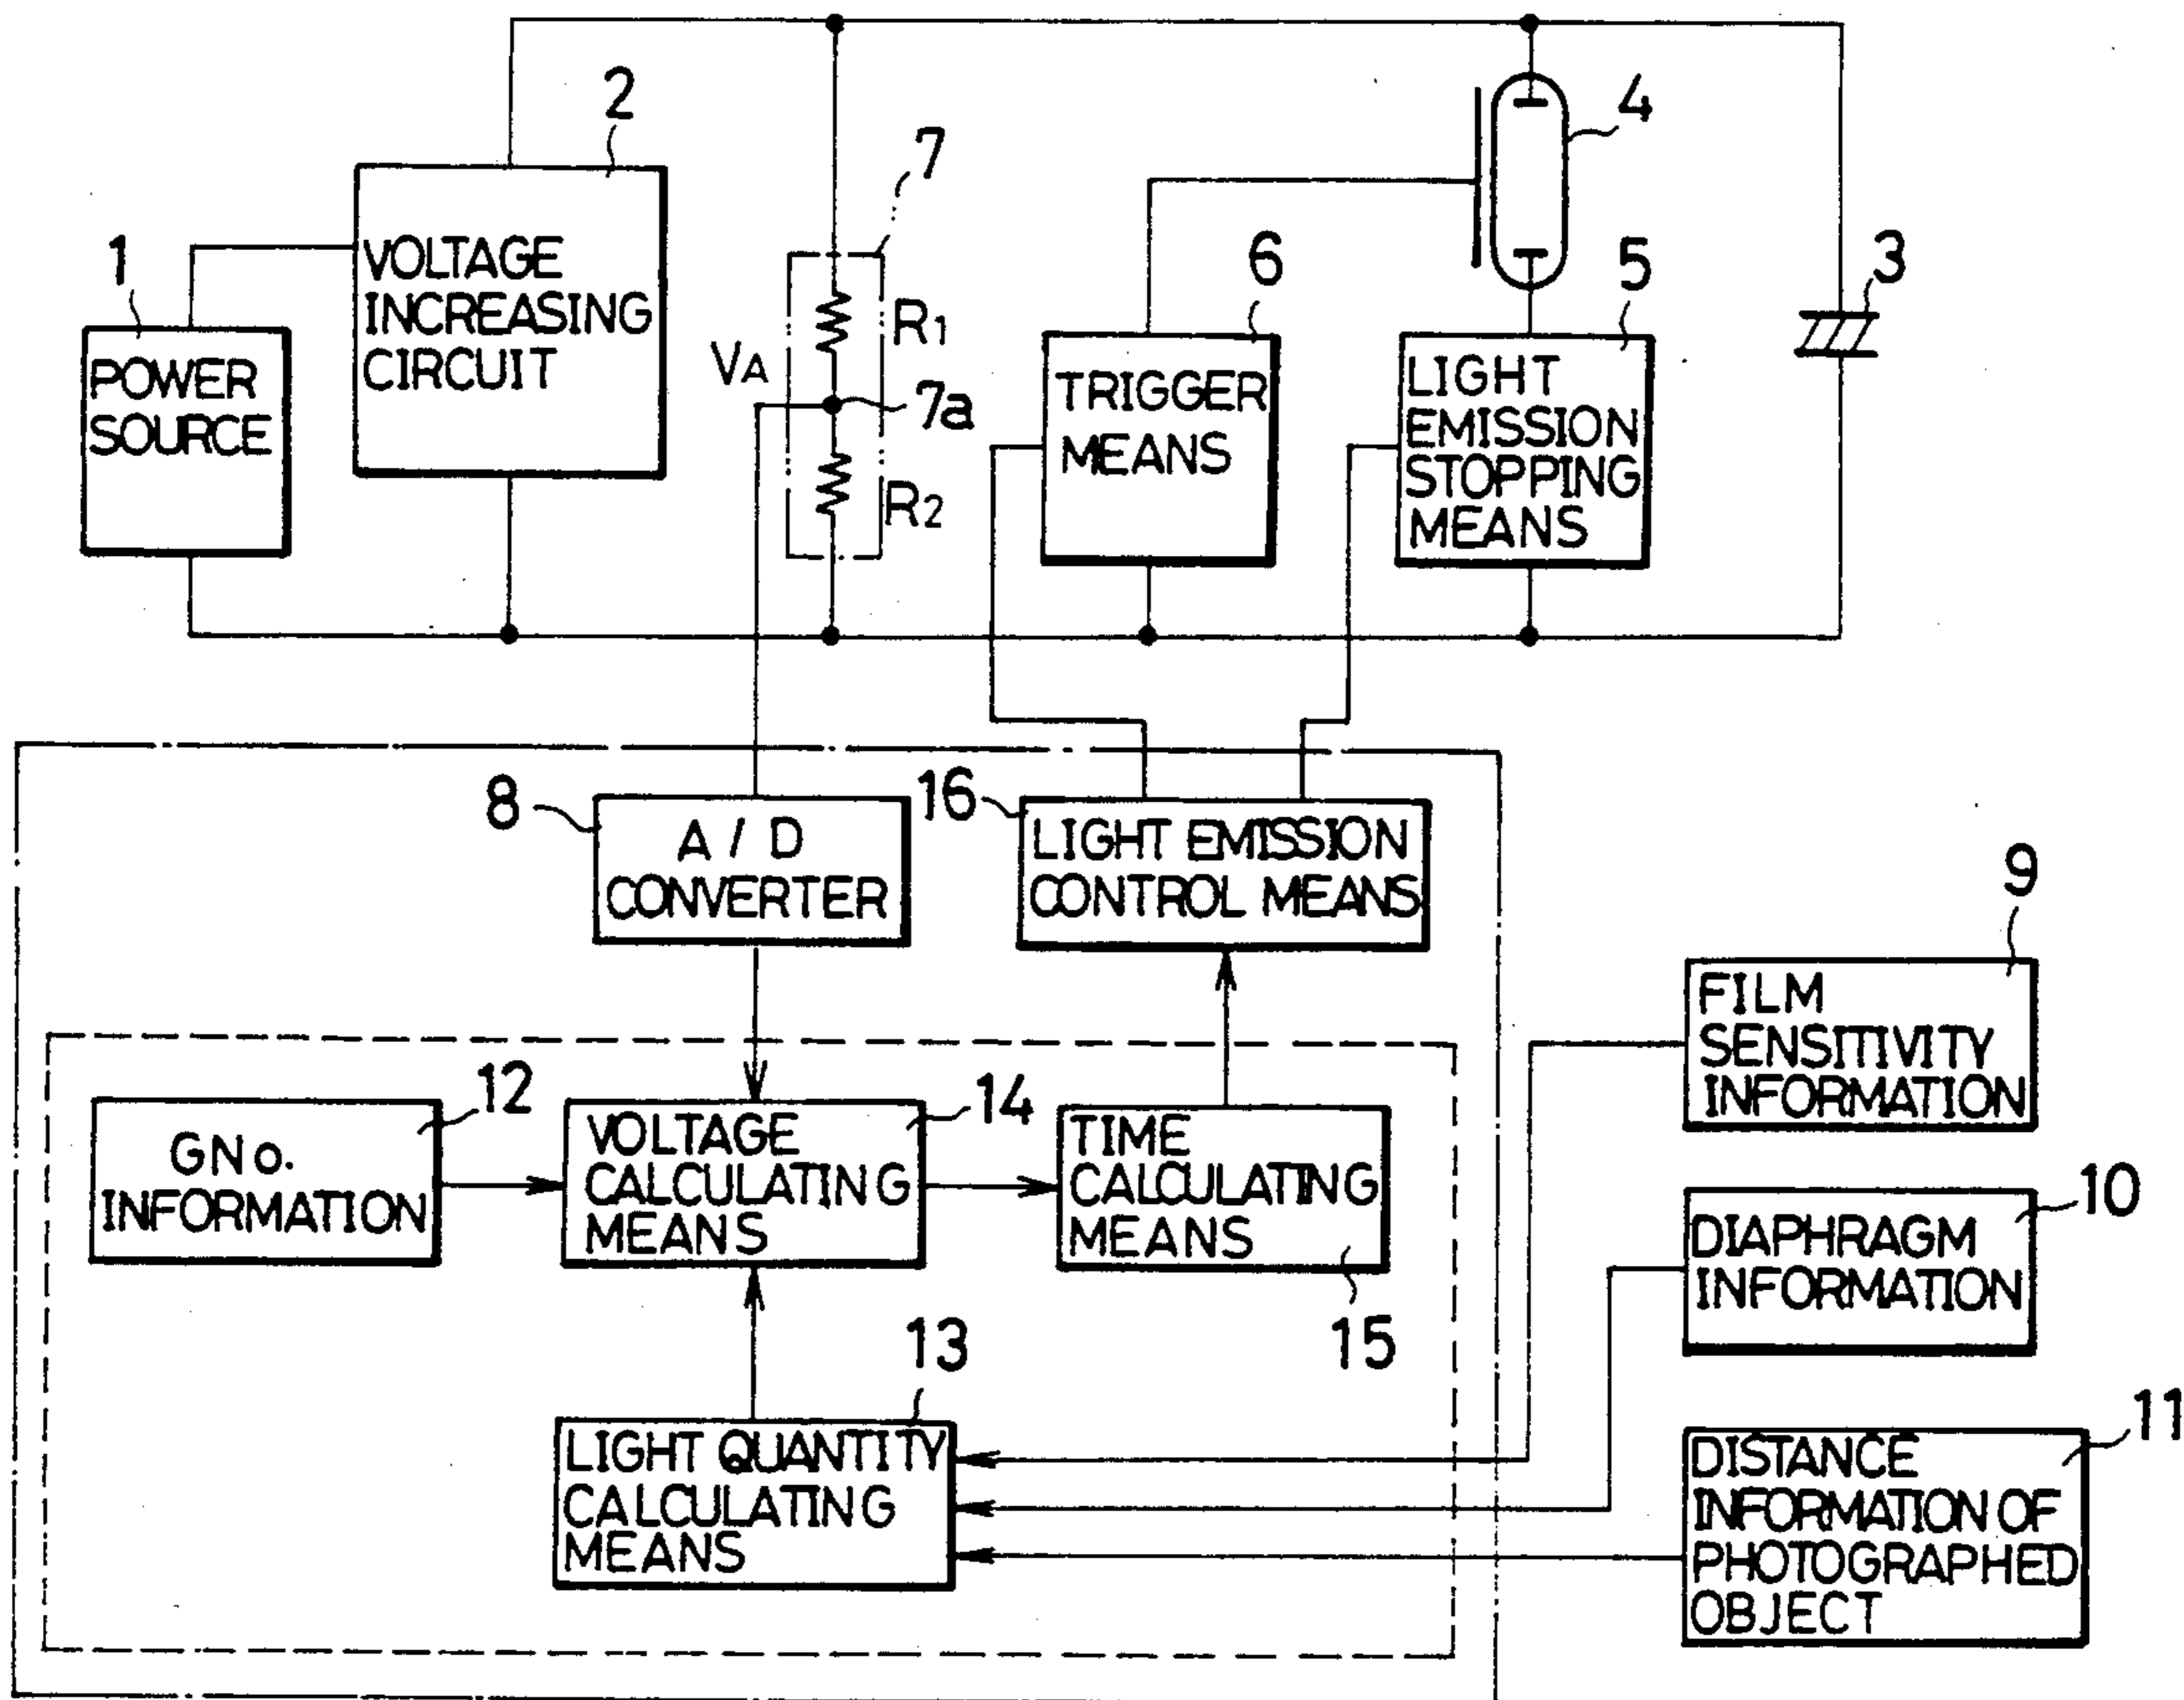 2
4
7
1
VOLTAGE
INCREASING
CIRCUIT
6
5
3
POWER
SOURCE
R1
VA
7a
R2
TRIGGER
MEANS
LIGHT
EMISSION
STOPPING
MEANS
8
A / D
CONVERTER
16
LIGHT EMISSION
CONTROL MEANS
9
FILM
SENSITIVITY
INFORMATION
12
GNo.
INFORMATION
14
VOLTAGE
CALCULATING
MEANS
TIME
CALCULATING
MEANS
15
10
DIAPHRAGM
INFORMATION
13
LIGHT QUANTITY
CALCULATING
MEANS
11
DISTANCE
INFORMATION OF
PHOTOGRAPHED
OBJECT